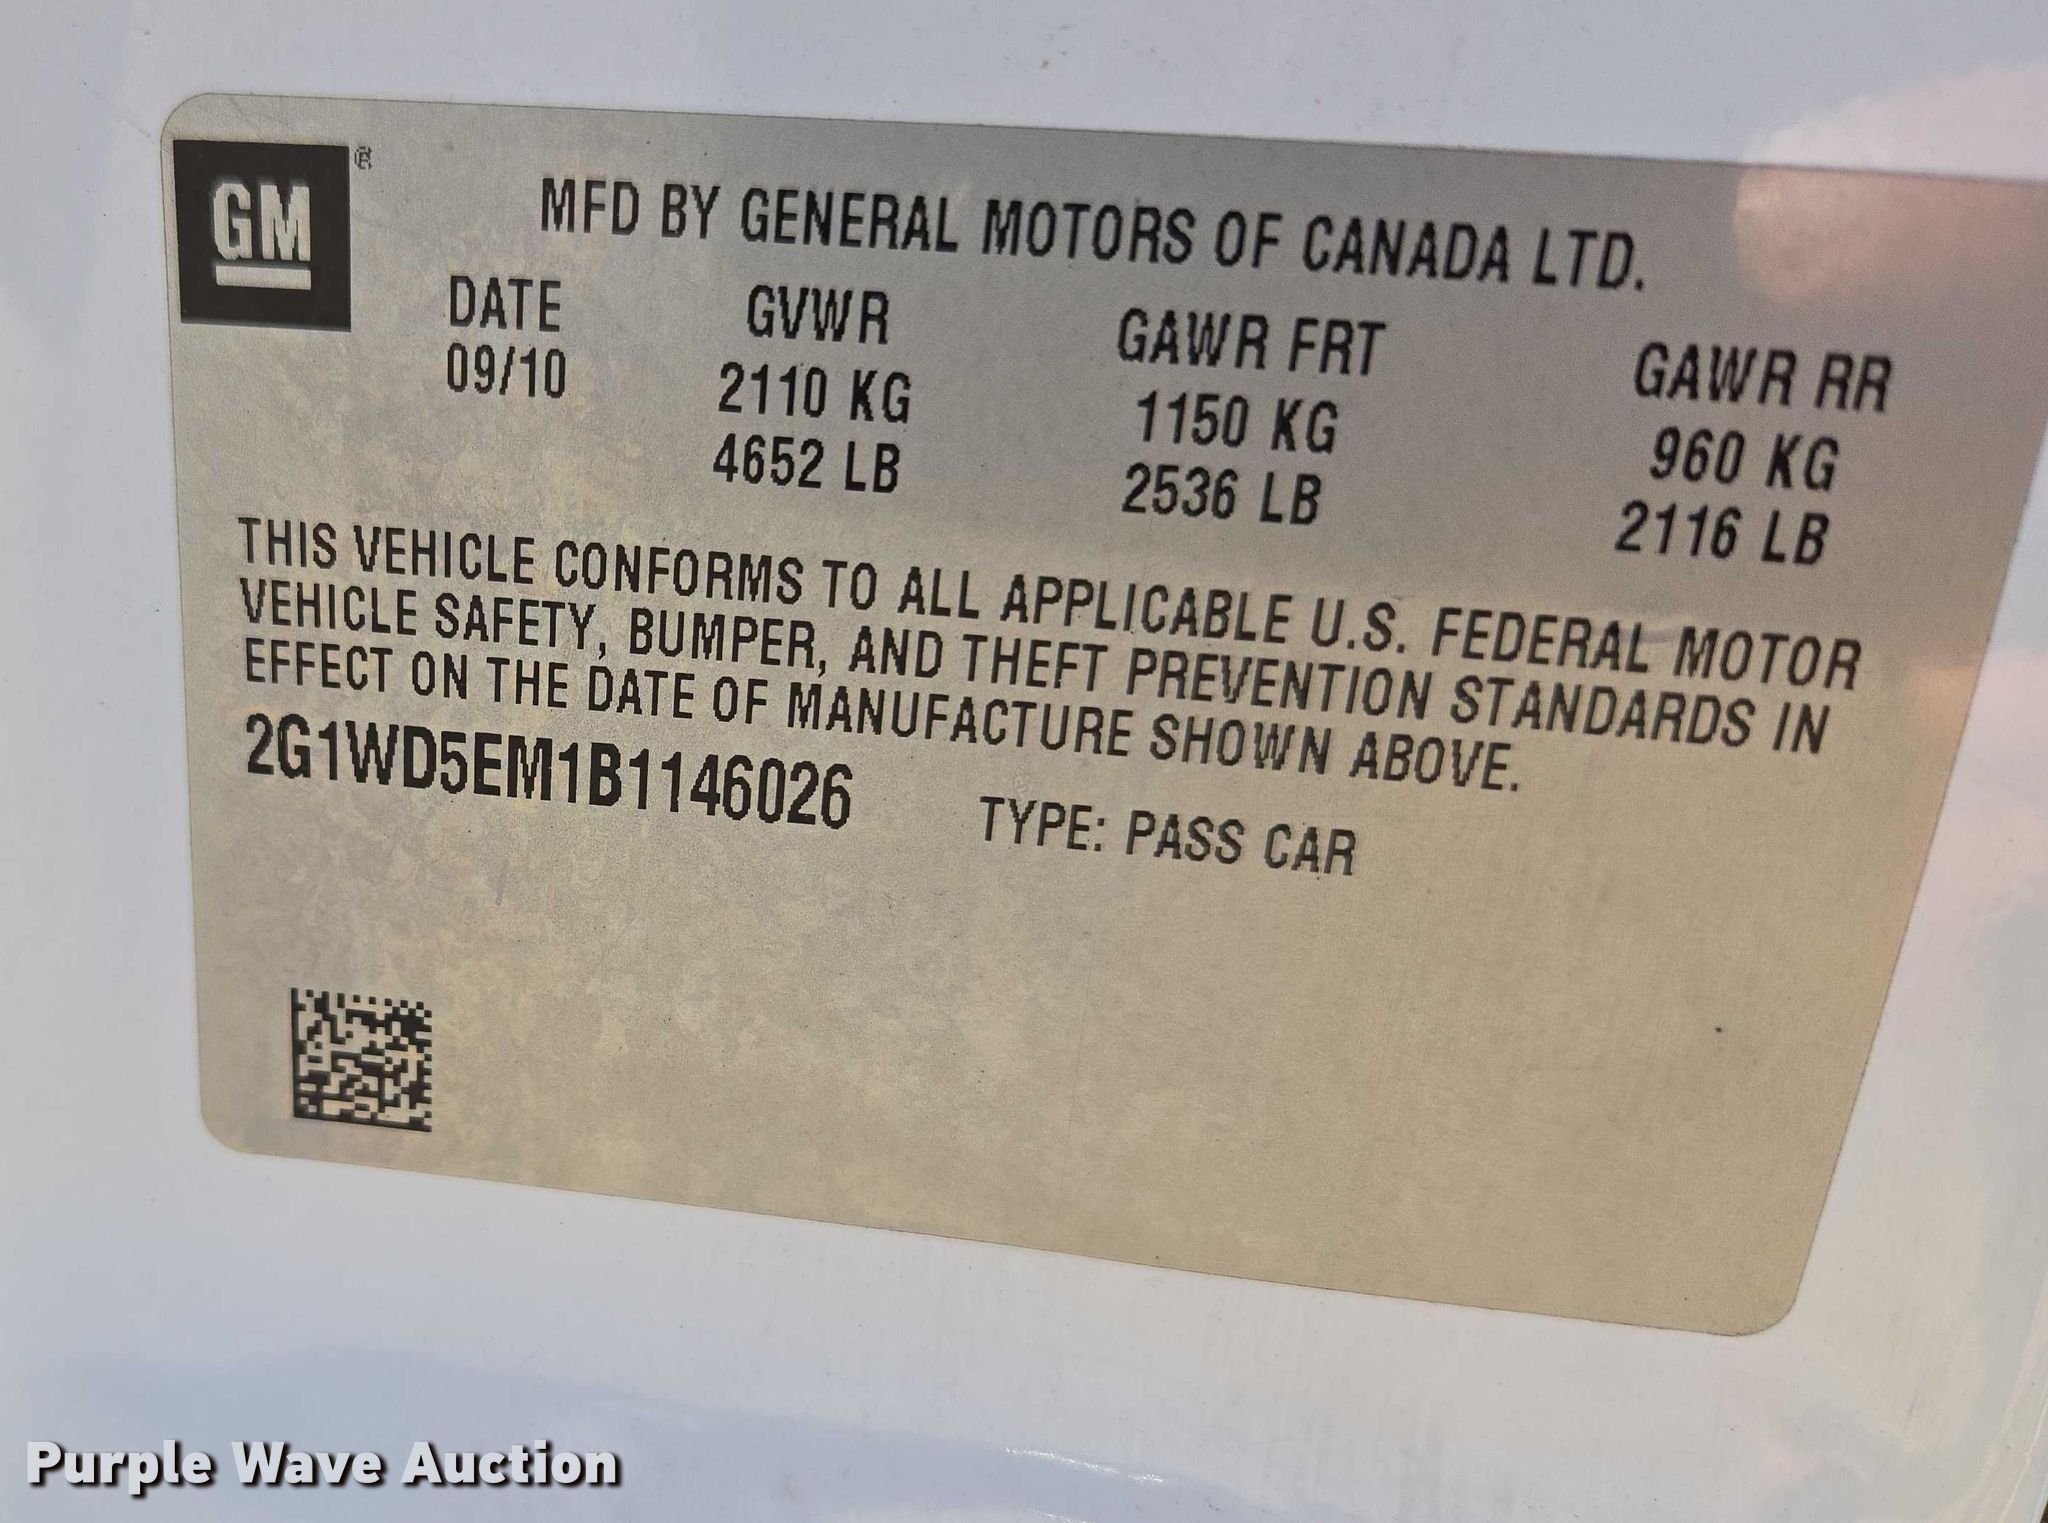 GM ®
MFD BY GENERAL MOTORS OF CANADA LTD.
DATE GVWR GAWR FRT GAWR RR
09/10 2110 KG 1150 KG 960 KG
4652 LB 2536 LB 2116 LB
THIS VEHICLE CONFORMS TO ALL APPLICABLE U.S. FEDERAL MOTOR
VEHICLE SAFETY, BUMPER, AND THEFT PREVENTION STANDARDS IN
EFFECT ON THE DATE OF MANUFACTURE SHOWN ABOVE.
2G1WD5EM1B1146026 TYPE: PASS CAR
Purple Wave Auction